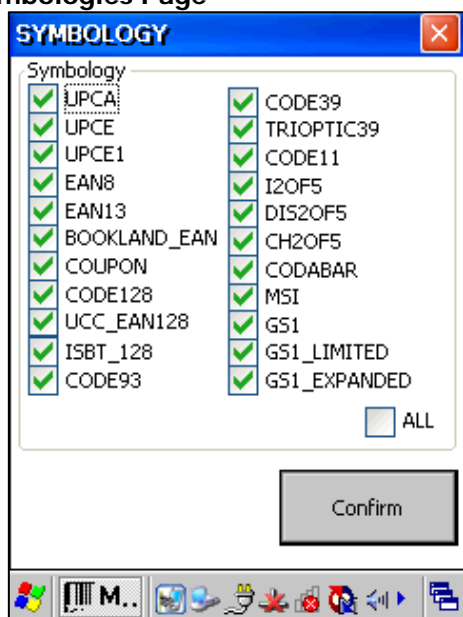 mbologies Page
SYMBOLOGY
Symbology
UPCA
UPCE
UPCE1
EAN8
EAN13
BOOKLAND_EAN
COUPON
CODE128
UCC_EAN128
ISBT_128
CODE93
CODE39
TRIOPTIC39
CODE11
I2OF5
DIS2OF5
CH2OF5
CODABAR
MSI
GS1
GS1_LIMITED
GS1_EXPANDED
ALL
Confirm
M..